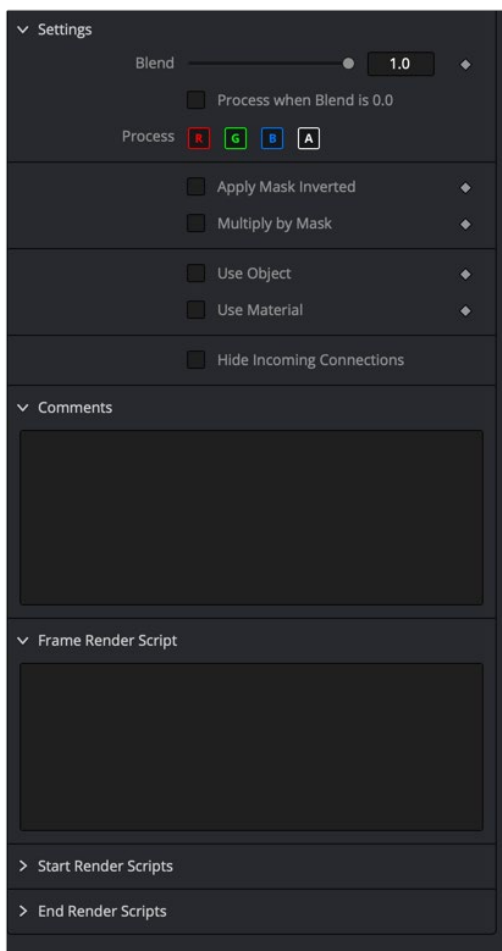 Settings
Blend 1.0
Process when Blend is 0.0
Process R G B A
Apply Mask Inverted
Multiply by Mask
Use Object
Use Material
Hide Incoming Connections
Comments
Frame Render Script
Start Render Scripts
End Render Scripts